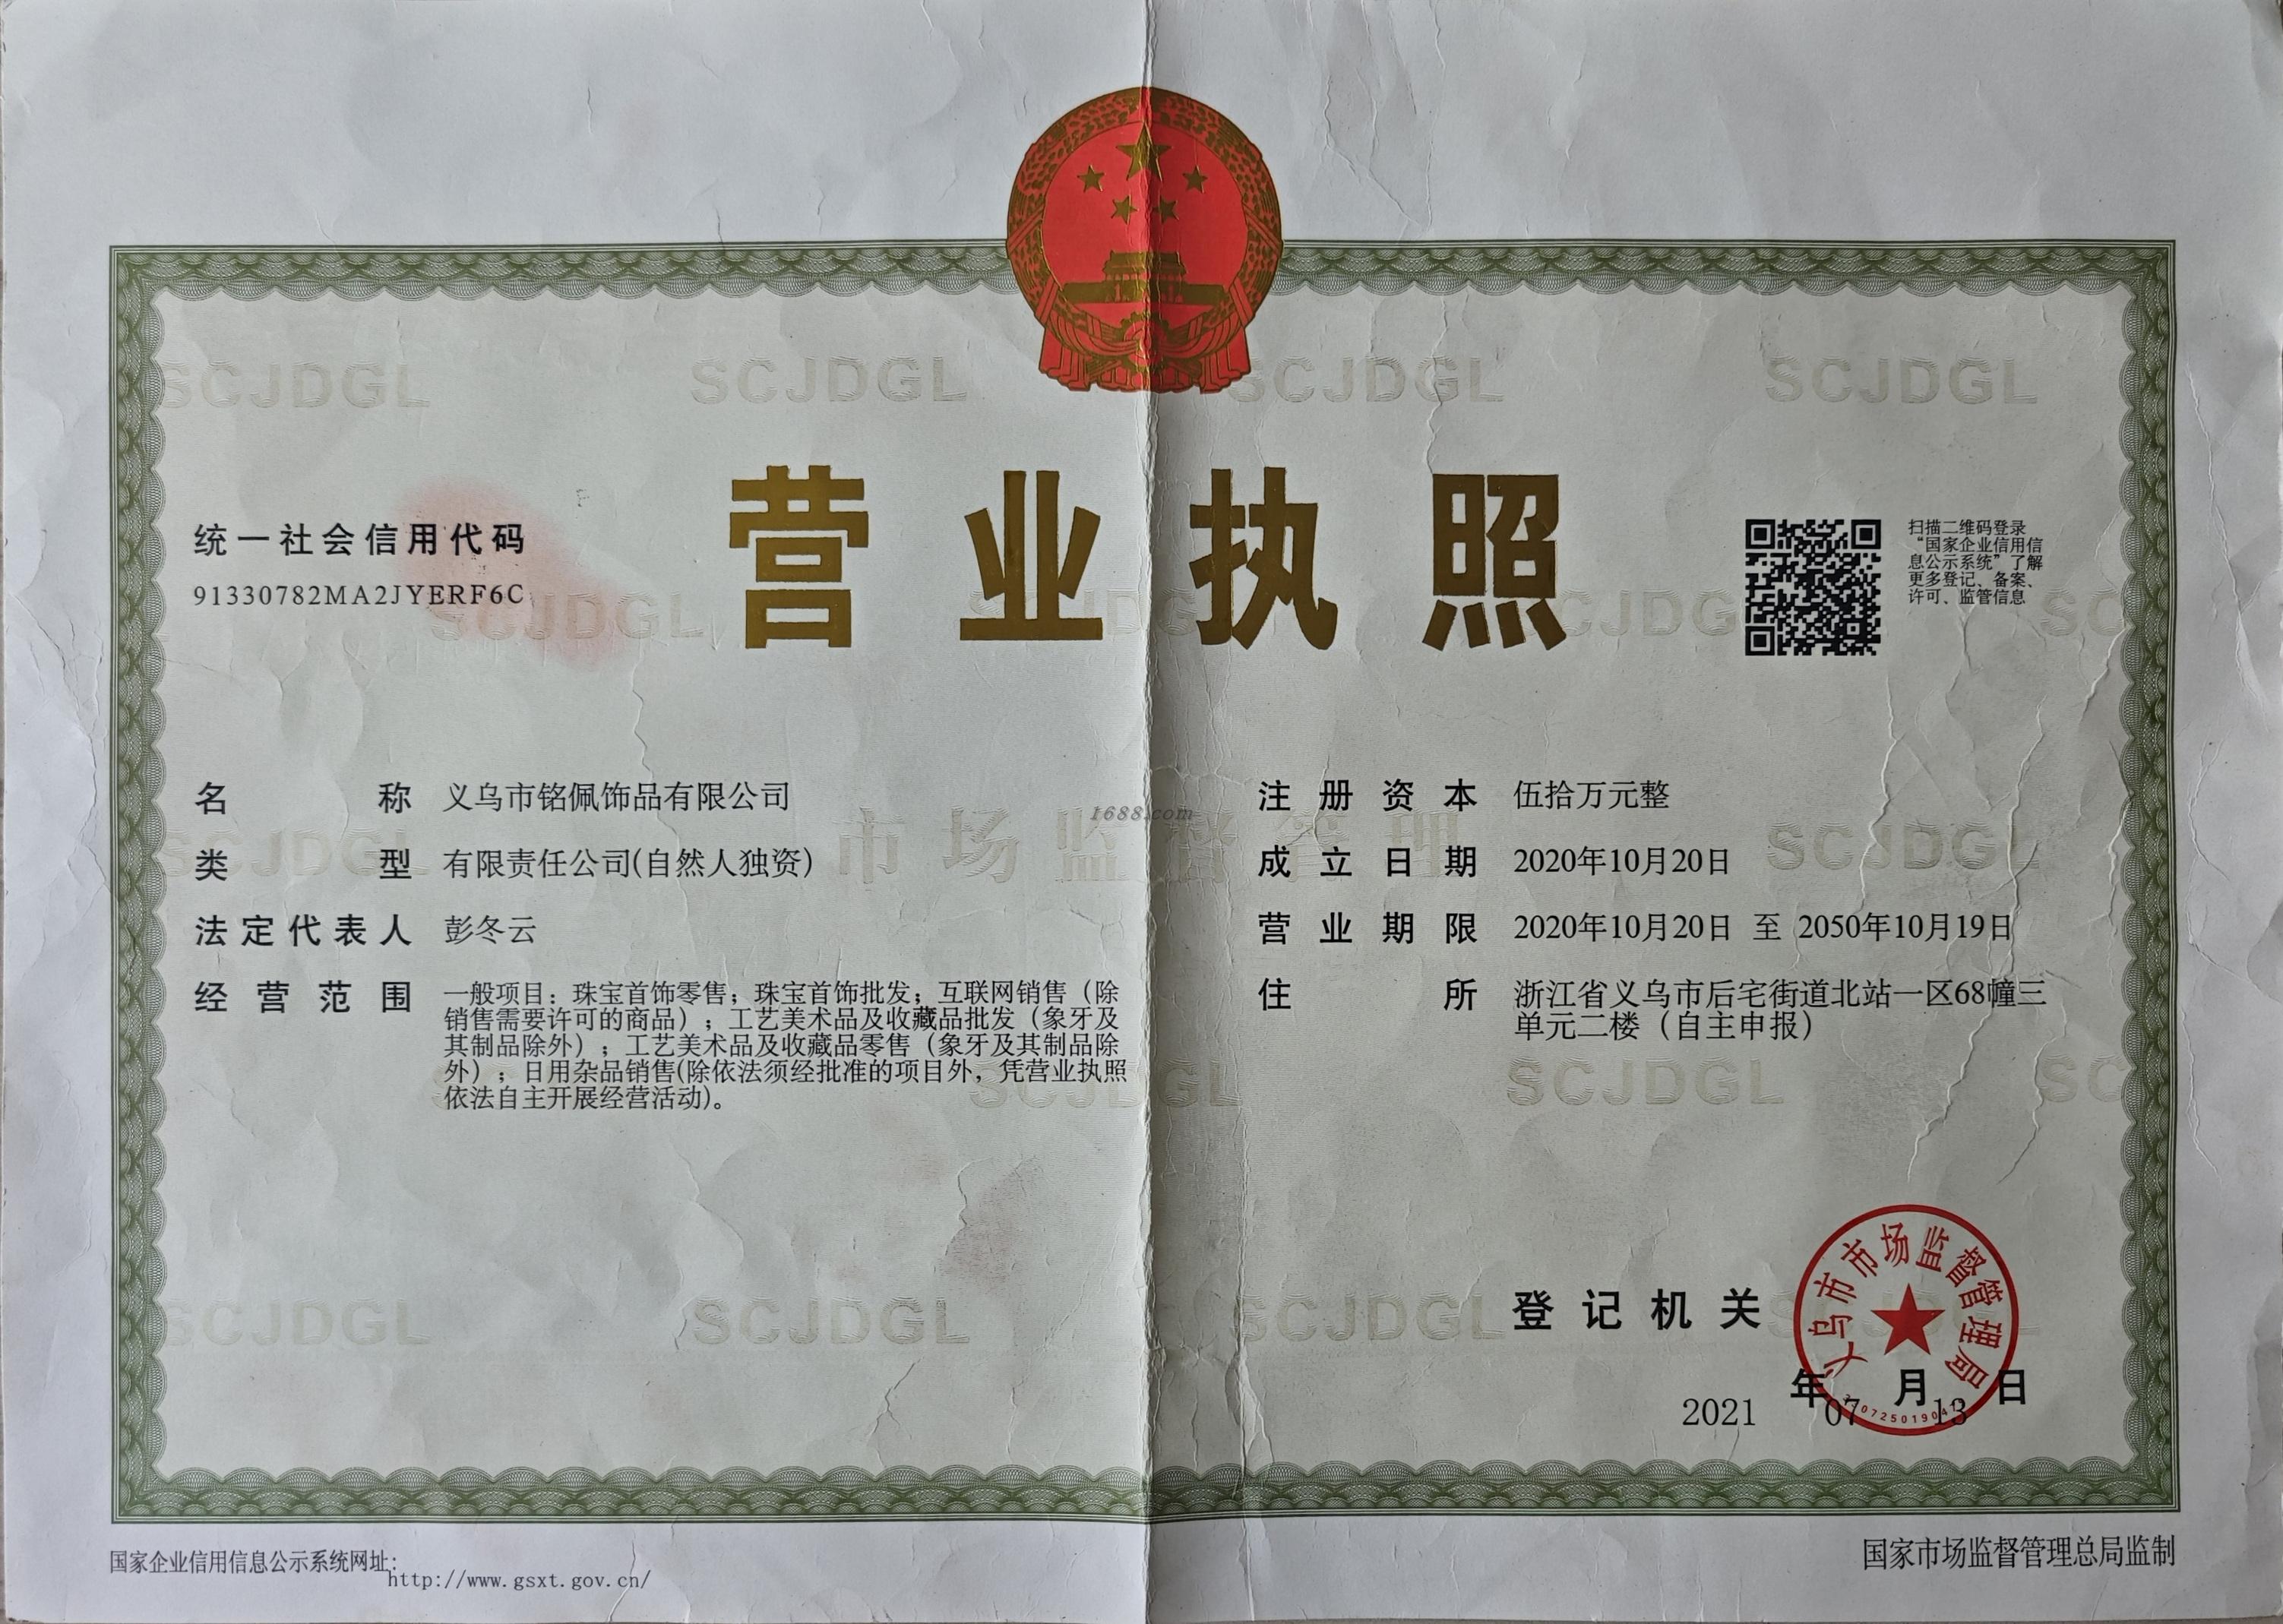 营业执照
统一社会信用代码
91330782MA2JYERF6C
扫描二维码登录
“国家企业信用信
息公示系统”了解
更多登记、备案、
许可、监管信息
名称 义乌市铭佩饰品有限公司
类型 有限责任公司(自然人独资)
法定代表人 彭冬云
经营范围 一般项目：珠宝首饰零售；珠宝首饰批发；互联网销售（除
销售需要许可的商品）；工艺美术品及收藏品批发（象牙及
其制品除外）；工艺美术品及收藏品零售（象牙及其制品除
外）；日用杂品销售(除依法须经批准的项目外，凭营业执照
依法自主开展经营活动)。
注册资本 伍拾万元整
成立日期 2020年10月20日
营业期限 2020年10月20日 至 2050年10月19日
住所 浙江省义乌市后宅街道北站一区68幢三
单元二楼（自主申报）
1688.com
市场监督管理
SCJDGL
登记机关
义乌市市场监督管理局
年 月 日
2021 07 13
国家企业信用信息公示系统网址：
http://www.gsxt.gov.cn/
国家市场监督管理总局监制